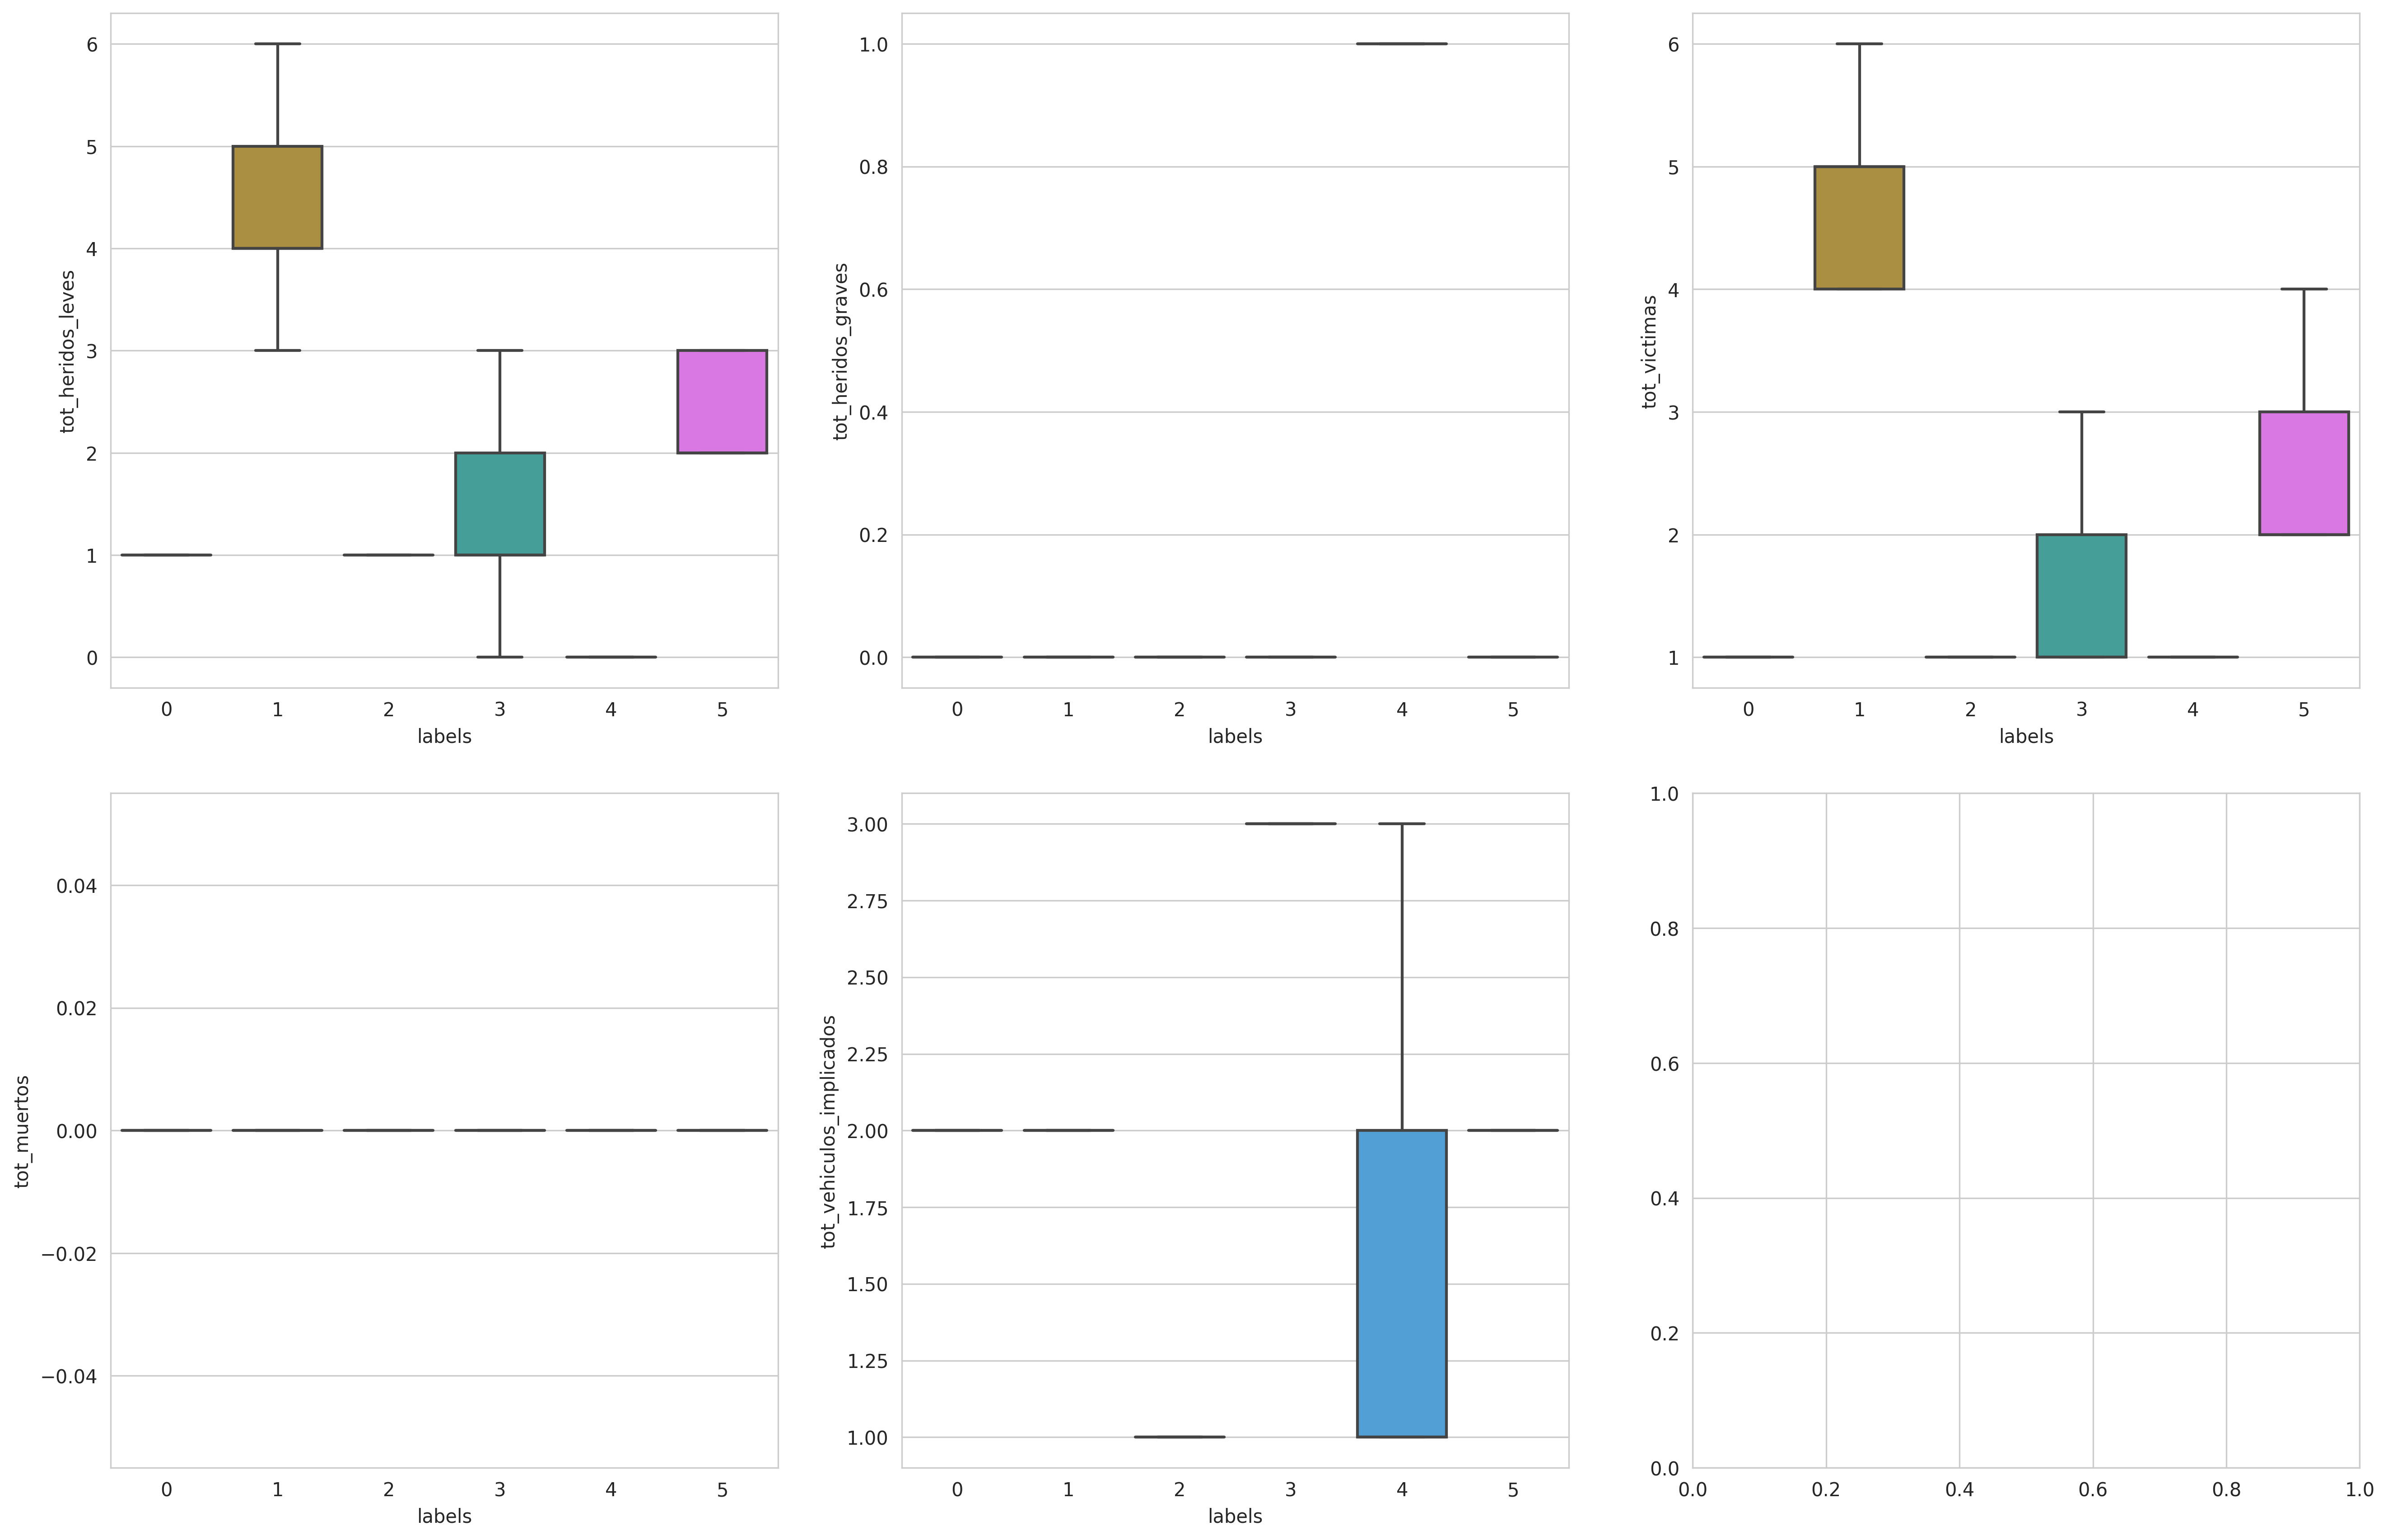 tot_heridos_leves
6
5
4
3
2
1
0
0 1 2 3 4 5
labels
tot_heridos_graves
1.0
0.8
0.6
0.4
0.2
0.0
0 1 2 3 4 5
labels
tot_victimas
6
5
4
3
2
1
0 1 2 3 4 5
labels
tot_muertos
0.04
0.02
0.00
−0.02
−0.04
0 1 2 3 4 5
labels
tot_vehiculos_implicados
3.00
2.75
2.50
2.25
2.00
1.75
1.50
1.25
1.00
0 1 2 3 4 5
labels
1.0
0.8
0.6
0.4
0.2
0.0
0.0 0.2 0.4 0.6 0.8 1.0